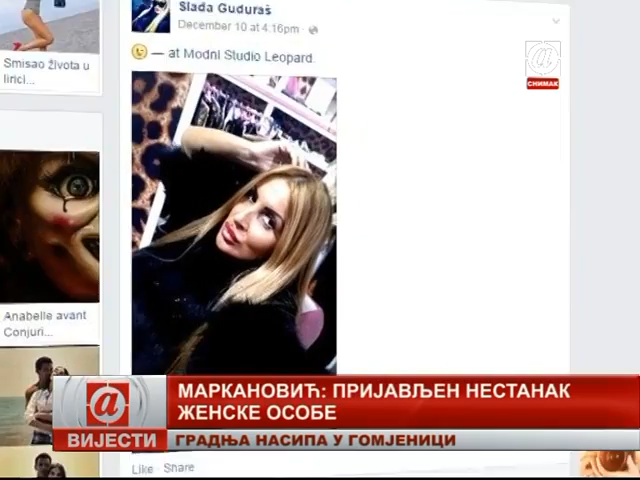 Slađa Guduraš
December 10 at 4:16pm
— at Modni Studio Leopard.
Smisao života u
lirici...
@
СНИМАК
Anabelle avant
Conjuri...
МАРКАНОВИЋ: ПРИЈАВЉЕН НЕСТАНАК
ЖЕНСКЕ ОСОБЕ
@
ВИЈЕСТИ
ГРАДЊА НАСИПА У ГОМЈЕНИЦИ
Like · Share